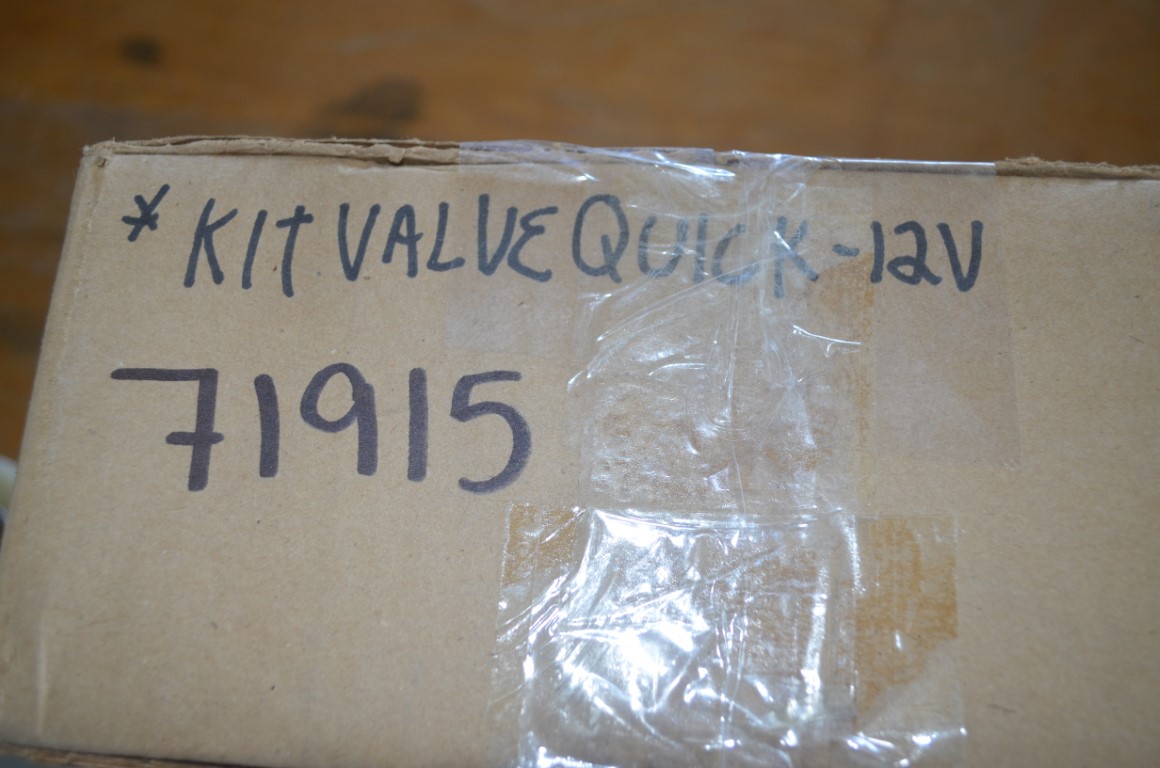 * KIT VALVE QUICK - 12V
71915